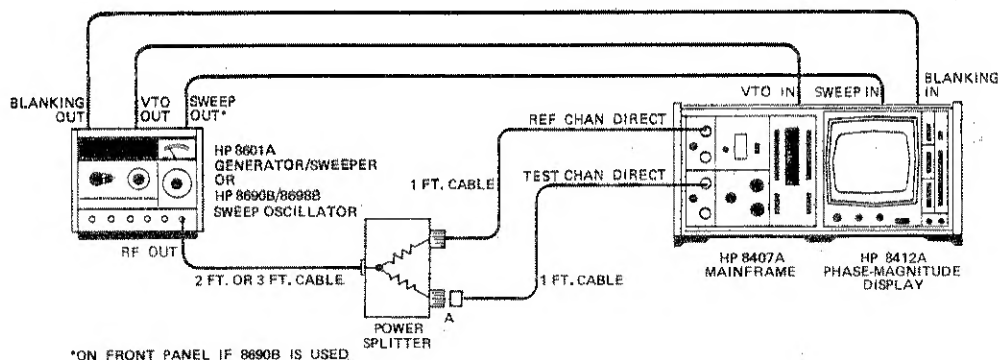 BLANKING
OUT
VTO
OUT
SWEEP
OUT*
HP 8601A
GENERATOR/SWEEPER
OR
HP 8690B/8698B
SWEEP OSCILLATOR
RF OUT
2 FT. OR 3 FT. CABLE
POWER
SPLITTER
A
1 FT. CABLE
1 FT. CABLE
REF CHAN DIRECT
TEST CHAN DIRECT
VTO IN
SWEEP IN
BLANKING
IN
HP 8407A
MAINFRAME
HP 8412A
PHASE-MAGNITUDE
DISPLAY
*ON FRONT PANEL IF 8690B IS USED